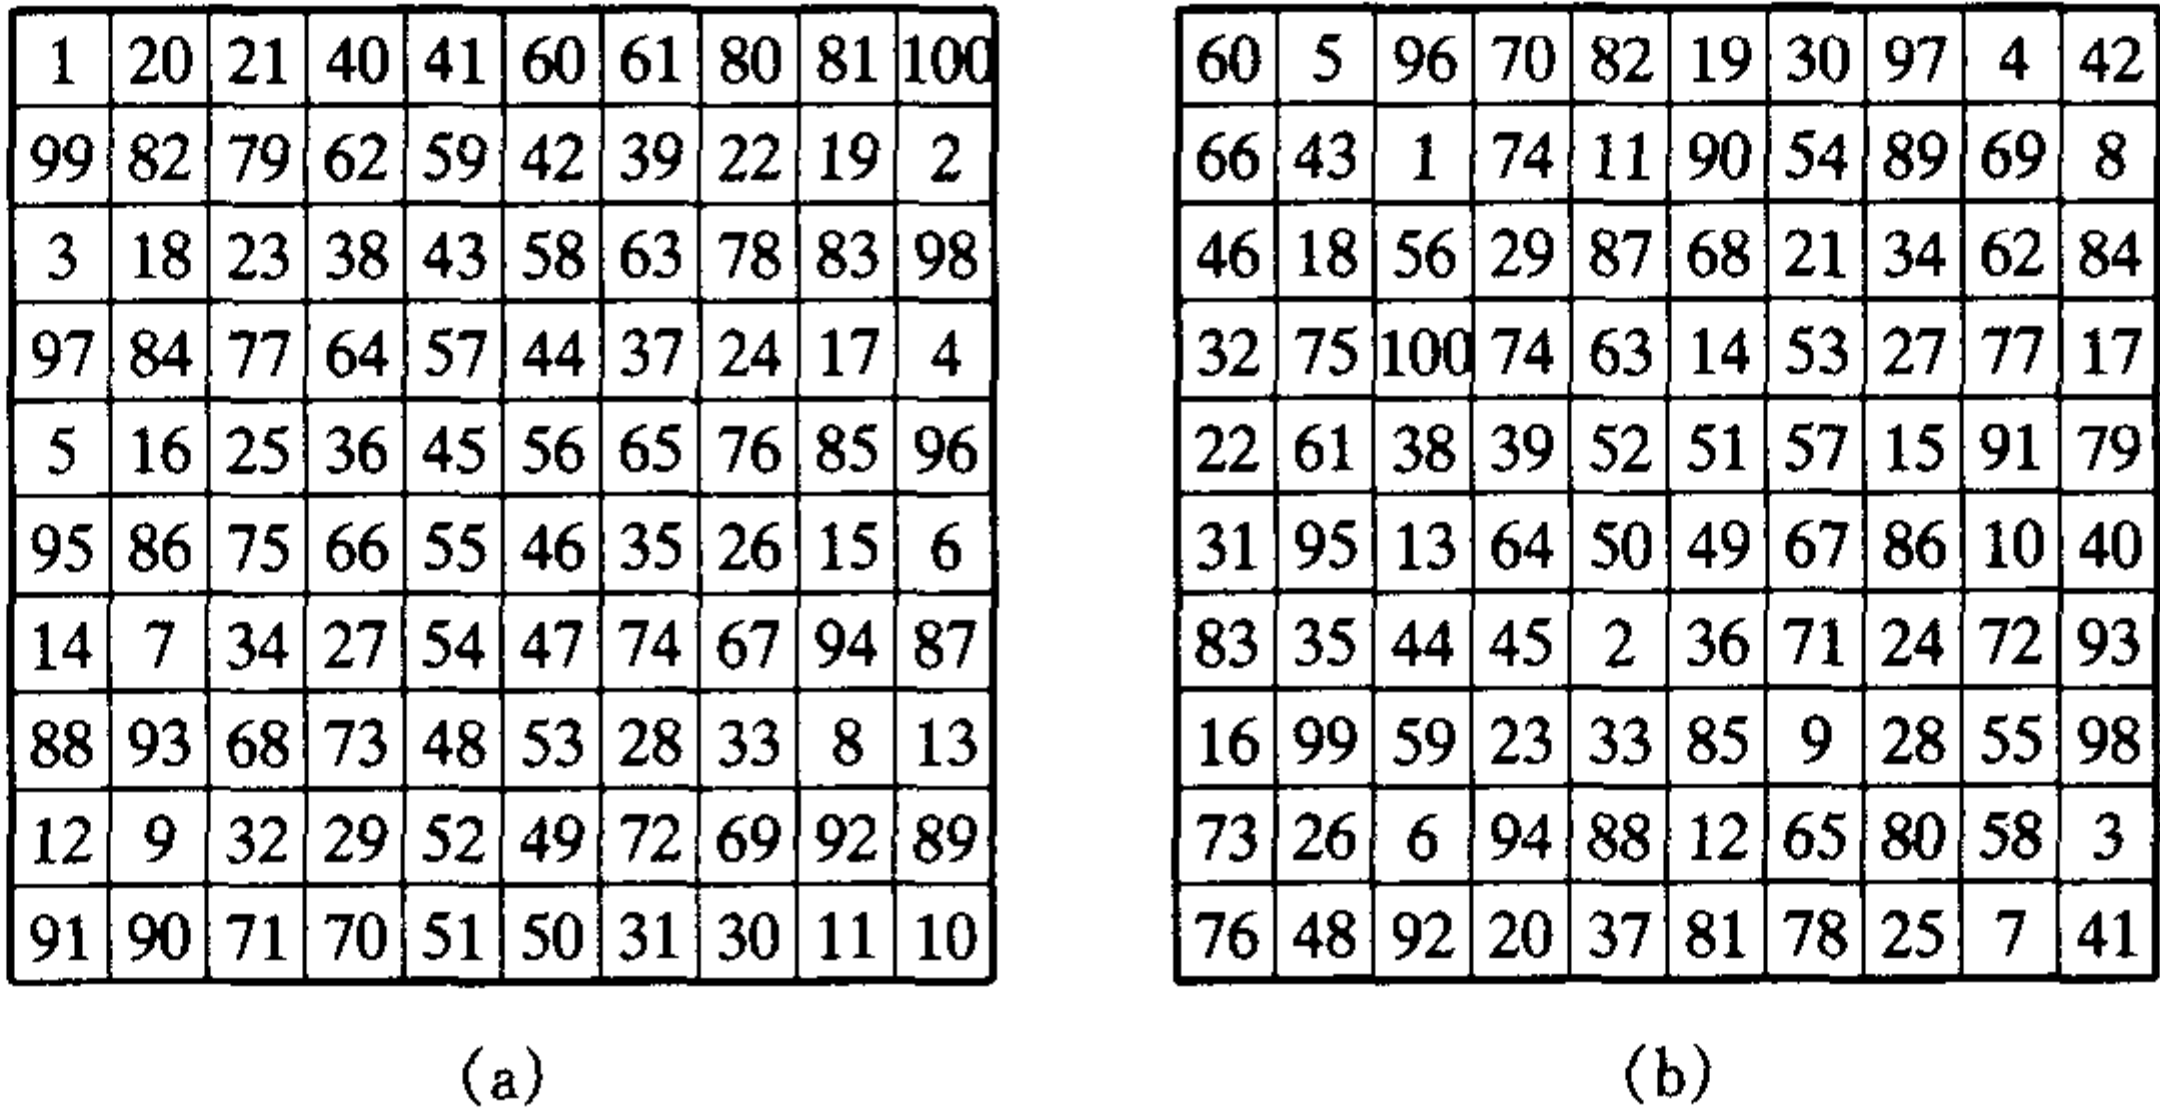 1 20 21 40 41 60 61 80 81 100 60 5 96 70 82 19 30 97 4 42
99 82 79 62 59 42 39 22 19 2 66 43 1 74 11 90 54 89 69 8
3 18 23 38 43 58 63 78 83 98 46 18 56 29 87 68 21 34 62 84
97 84 77 64 57 44 37 24 17 4 32 75 100 74 63 14 53 27 77 17
5 16 25 36 45 56 65 76 85 96 22 61 38 39 52 51 57 15 91 79
95 86 75 66 55 46 35 26 15 6 31 95 13 64 50 49 67 86 10 40
14 7 34 27 54 47 74 67 94 87 83 35 44 45 2 36 71 24 72 93
88 93 68 73 48 53 28 33 8 13 16 99 59 23 33 85 9 28 55 98
12 9 32 29 52 49 72 69 92 89 73 26 6 94 88 12 65 80 58 3
91 90 71 70 51 50 31 30 11 10 76 48 92 20 37 81 78 25 7 41
(a) (b)